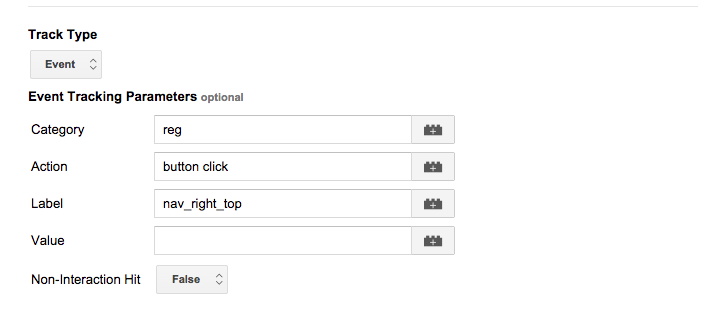 Track Type
Event
Event Tracking Parameters optional
Category reg
Action button click
Label nav_right_top
Value
Non-Interaction Hit False